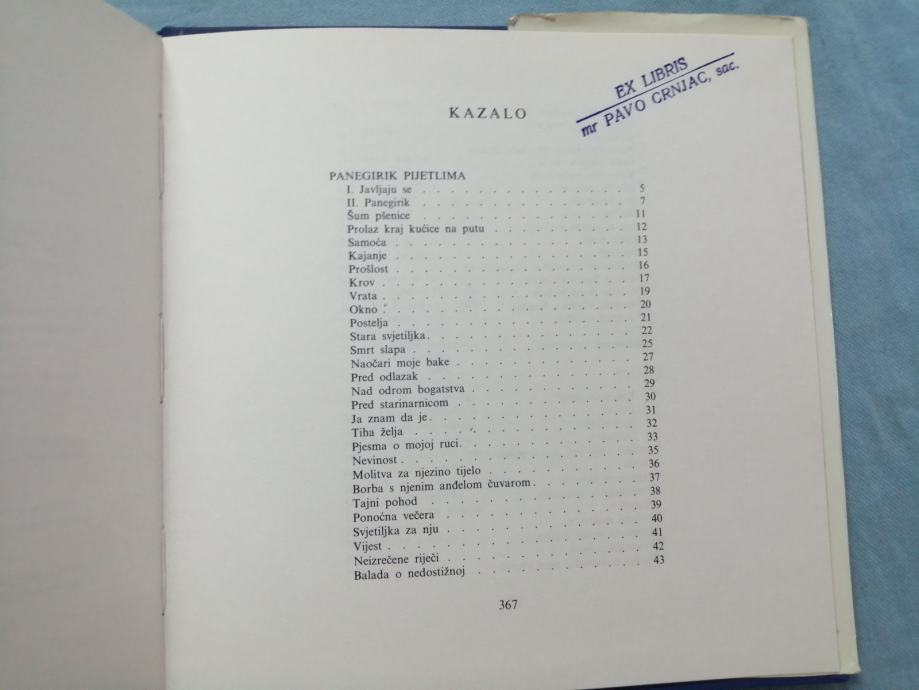 EX LIBRIS
mr PAVO CRNJAC, sac.
KAZALO
PANEGIRIK PIJETLIMA
I. Javljaju se . . . . . . . . . . . . . . . 5
II. Panegirik . . . . . . . . . . . . . . . 7
Šum pšenice . . . . . . . . . . . . . . . 11
Prolaz kraj kućice na putu . . . . . . . . . . 12
Samoća . . . . . . . . . . . . . . . . . 13
Kajanje . . . . . . . . . . . . . . . . . 15
Prošlost . . . . . . . . . . . . . . . . . 16
Krov . . . . . . . . . . . . . . . . . . 17
Vrata . . . . . . . . . . . . . . . . . . 19
Okno . . . . . . . . . . . . . . . . . . 20
Postelja . . . . . . . . . . . . . . . . . 21
Stara svjetiljka . . . . . . . . . . . . . . . 22
Smrt slapa . . . . . . . . . . . . . . . . 25
Naočari moje bake . . . . . . . . . . . . . 27
Pred odlazak . . . . . . . . . . . . . . . 28
Nad odrom bogatstva . . . . . . . . . . . . 29
Pred starinarnicom . . . . . . . . . . . . . 30
Ja znam da je . . . . . . . . . . . . . . . 31
Tiha želja . . . . . . . . . . . . . . . . 32
Pjesma o mojoj ruci . . . . . . . . . . . . . 33
Nevinost . . . . . . . . . . . . . . . . . 35
Molitva za njezino tijelo . . . . . . . . . . . 36
Borba s njenim anđelom čuvarom . . . . . . . . 37
Tajni pohod . . . . . . . . . . . . . . . 38
Ponoćna večera . . . . . . . . . . . . . . 39
Svjetiljka za nju . . . . . . . . . . . . . . 40
Vijest . . . . . . . . . . . . . . . . . . 41
Neizrečene riječi . . . . . . . . . . . . . . 42
Balada o nedostižnoj . . . . . . . . . . . . 43
367